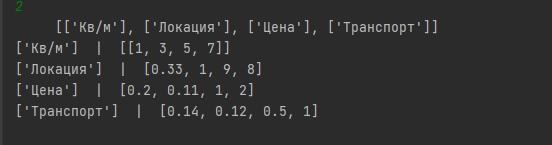 2
[['Кв/м'], ['Локация'], ['Цена'], ['Транспорт']]
['Кв/м']  |  [[1, 3, 5, 7]]
['Локация']  |  [0.33, 1, 9, 8]
['Цена']  |  [0.2, 0.11, 1, 2]
['Транспорт']  |  [0.14, 0.12, 0.5, 1]